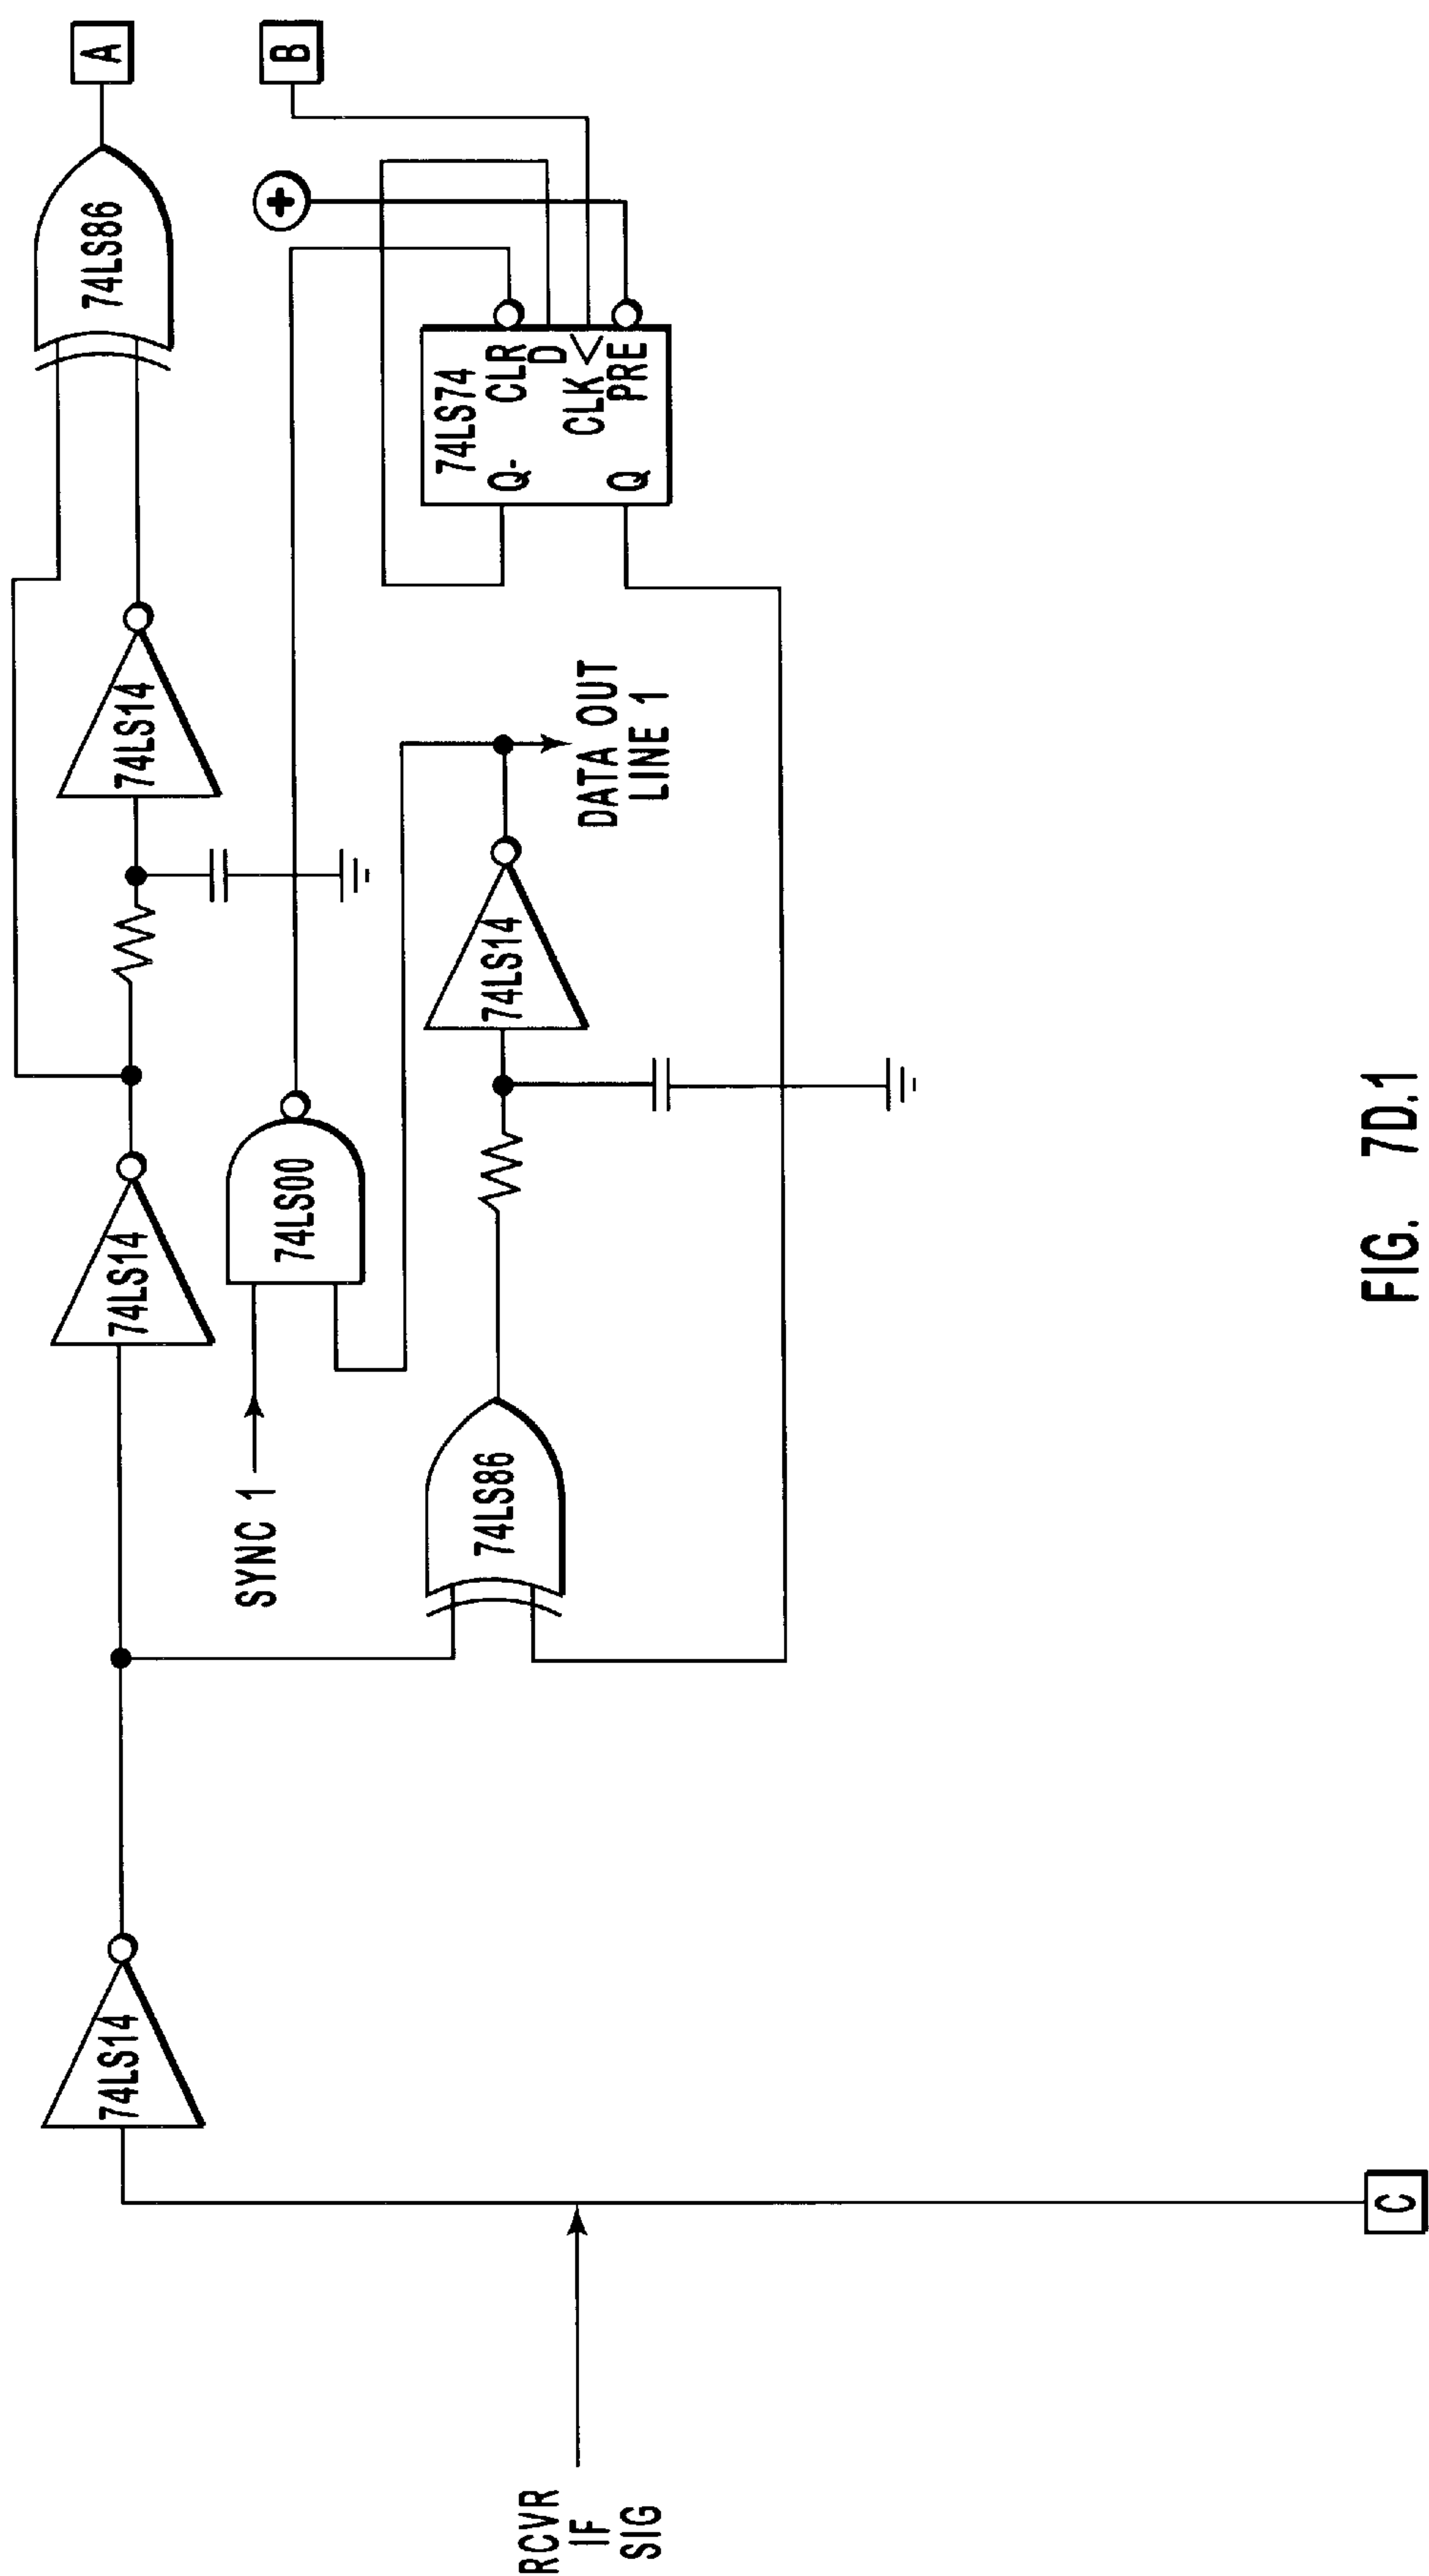 A
74LS86
74LS14
74LS14
74LS14
B
+
74LS74
Q-
CLR
D
CLK
Q
PRE
SYNC 1
74LS00
74LS86
74LS14
DATA OUT
LINE 1
RCVR
IF
SIG
C
FIG. 7D.1